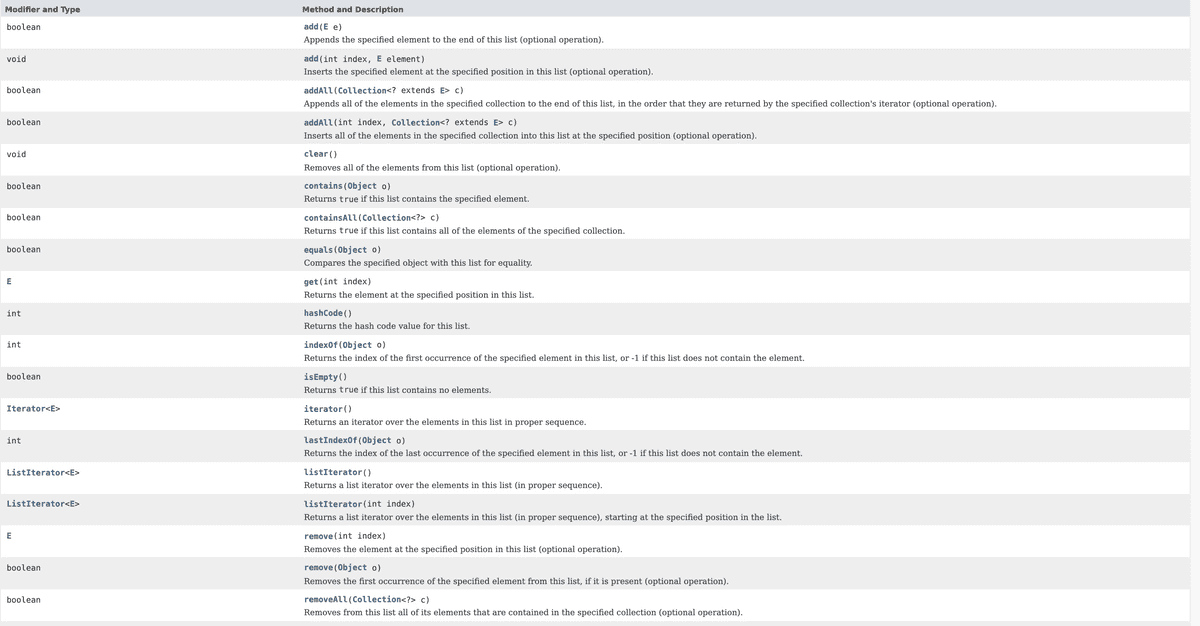 Modifier and Type Method and Description
boolean add(E e)
Appends the specified element to the end of this list (optional operation).
void add(int index, E element)
Inserts the specified element at the specified position in this list (optional operation).
boolean addAll(Collection<? extends E> c)
Appends all of the elements in the specified collection to the end of this list, in the order that they are returned by the specified collection's iterator (optional operation).
boolean addAll(int index, Collection<? extends E> c)
Inserts all of the elements in the specified collection into this list at the specified position (optional operation).
void clear()
Removes all of the elements from this list (optional operation).
boolean contains(Object o)
Returns true if this list contains the specified element.
boolean containsAll(Collection<?> c)
Returns true if this list contains all of the elements of the specified collection.
boolean equals(Object o)
Compares the specified object with this list for equality.
E get(int index)
Returns the element at the specified position in this list.
int hashCode()
Returns the hash code value for this list.
int indexOf(Object o)
Returns the index of the first occurrence of the specified element in this list, or -1 if this list does not contain the element.
boolean isEmpty()
Returns true if this list contains no elements.
Iterator<E> iterator()
Returns an iterator over the elements in this list in proper sequence.
int lastIndexOf(Object o)
Returns the index of the last occurrence of the specified element in this list, or -1 if this list does not contain the element.
ListIterator<E> listIterator()
Returns a list iterator over the elements in this list (in proper sequence).
ListIterator<E> listIterator(int index)
Returns a list iterator over the elements in this list (in proper sequence), starting at the specified position in the list.
E remove(int index)
Removes the element at the specified position in this list (optional operation).
boolean remove(Object o)
Removes the first occurrence of the specified element from this list, if it is present (optional operation).
boolean removeAll(Collection<?> c)
Removes from this list all of its elements that are contained in the specified collection (optional operation).